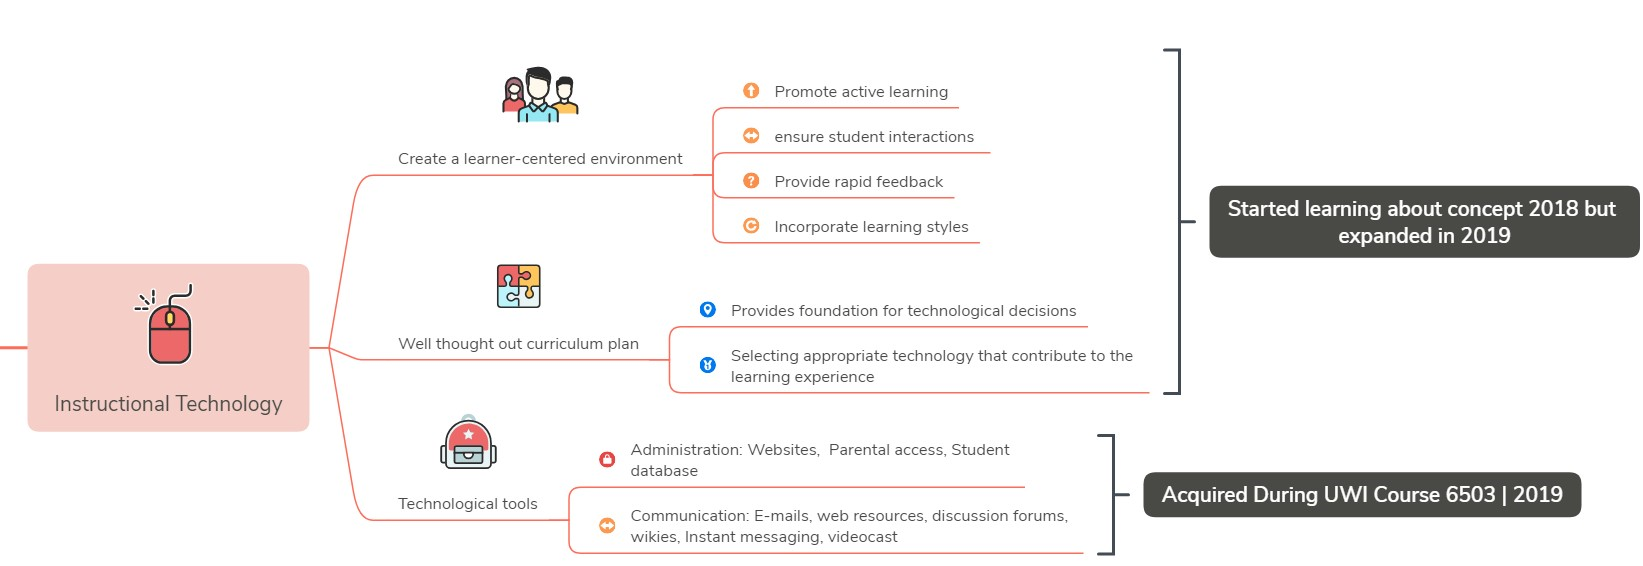 Promote active learning
ensure student interactions
Create a learner-centered environment
Provide rapid feedback
Incorporate learning styles
Started learning about concept 2018 but
expanded in 2019
Instructional Technology
Well thought out curriculum plan
Provides foundation for technological decisions
Selecting appropriate technology that contribute to the
learning experience
Technological tools
Administration: Websites,  Parental access, Student
database
Communication: E-mails, web resources, discussion forums,
wikies, Instant messaging, videocast
Acquired During UWI Course 6503 | 2019